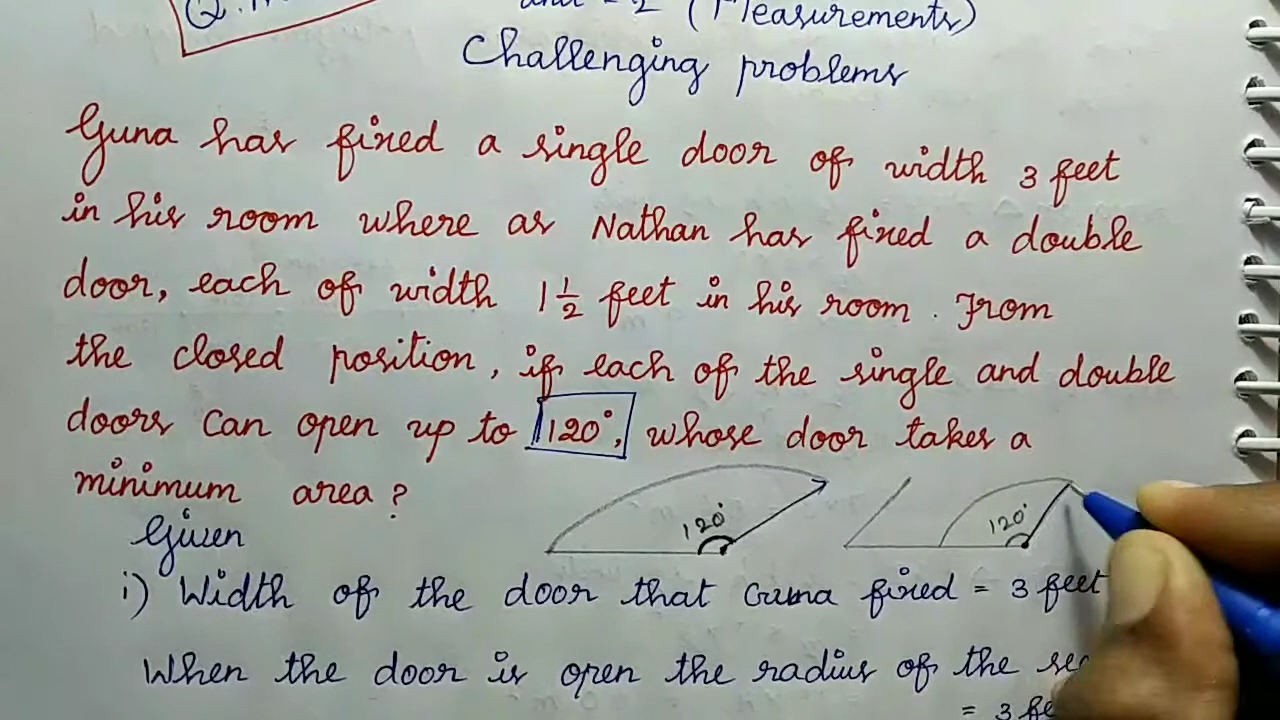 (Measurements)
Challenging problems
Guna has fixed a single door of width 3 feet
in his room where as Nathan has fixed a double
door, each of width 1 1/2 feet in his room. From
the closed position, if each of the single and double
doors can open up to 120°, whose door takes a
minimum area?
120°
120°
Given
i) Width of the door that Guna fixed = 3 feet
When the door is open the radius of the
= 3